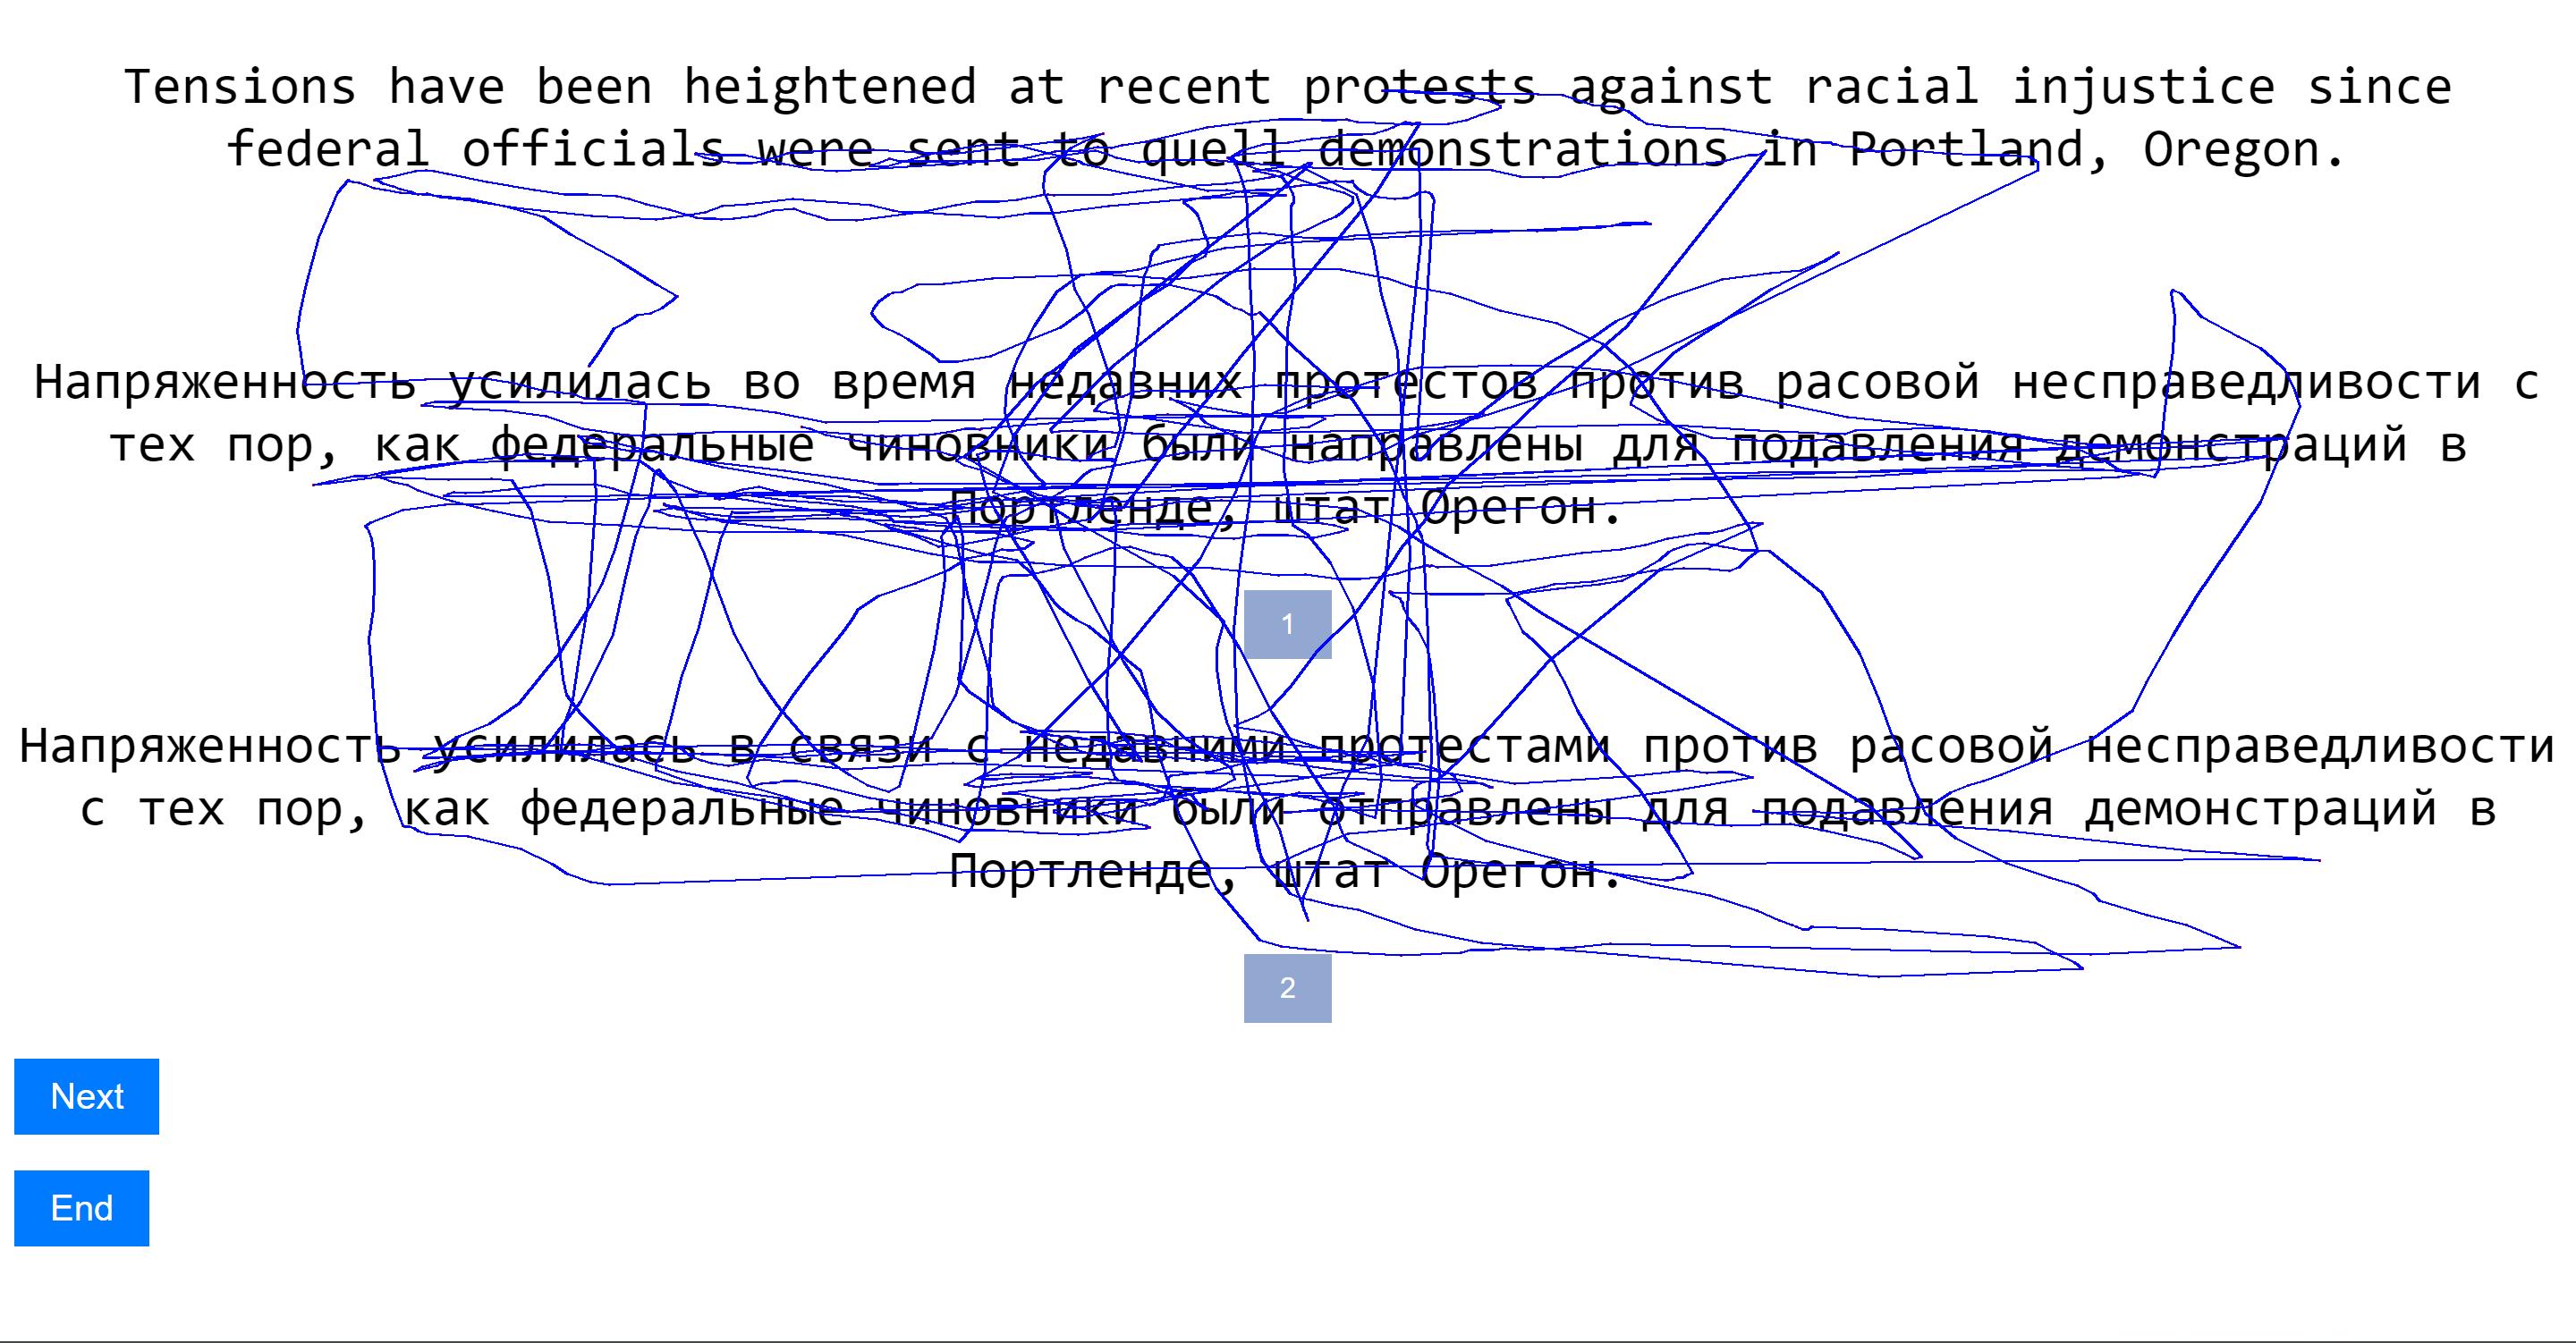 Tensions have been heightened at recent protests against racial injustice since
federal officials were sent to quell demonstrations in Portland, Oregon.
Напряженность усилилась во время недавних протестов против расовой несправедливости с
тех пор, как федеральные чиновники были направлены для подавления демонстраций в
Портленде, штат Орегон.
1
Напряженность усилилась в связи с недавними протестами против расовой несправедливости
с тех пор, как федеральные чиновники были отправлены для подавления демонстраций в
Портленде, штат Орегон.
2
Next
End